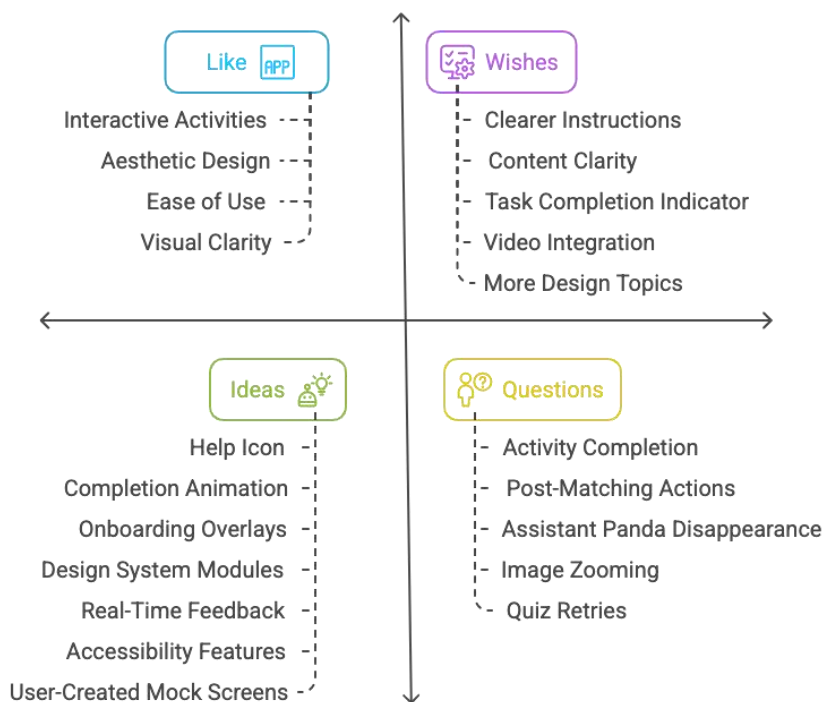 Like APP
Interactive Activities
Aesthetic Design
Ease of Use
Visual Clarity
Wishes
Clearer Instructions
Content Clarity
Task Completion Indicator
Video Integration
More Design Topics
Ideas
Help Icon
Completion Animation
Onboarding Overlays
Design System Modules
Real-Time Feedback
Accessibility Features
User-Created Mock Screens
? Questions
Activity Completion
Post-Matching Actions
Assistant Panda Disappearance
Image Zooming
Quiz Retries